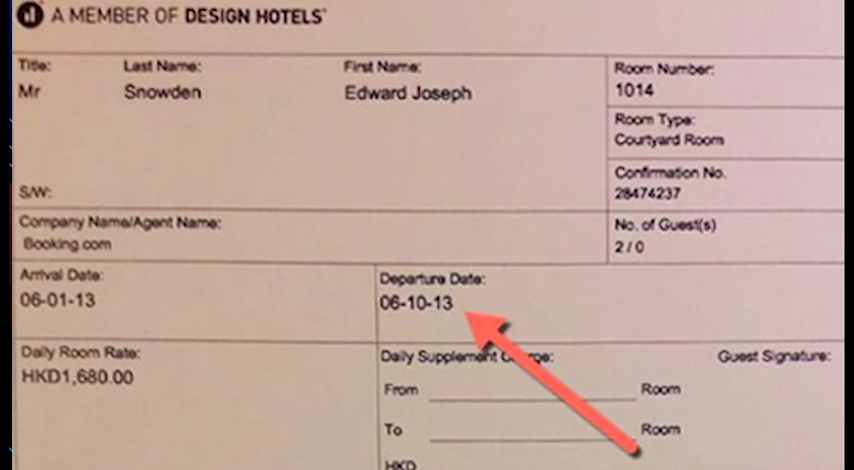 A MEMBER OF DESIGN HOTELS
Title: Last Name: First Name:
Mr Snowden Edward Joseph
Room Number:
1014
Room Type:
Courtyard Room
Confirmation No.
28474237
S/W:
Company Name/Agent Name:
Booking.com
No. of Guest(s)
2 / 0
Arrival Date:
06-01-13
Departure Date:
06-10-13
Daily Room Rate:
HKD1,680.00
Daily Supplement Charge:
Guest Signature:
From Room
To Room
HKD